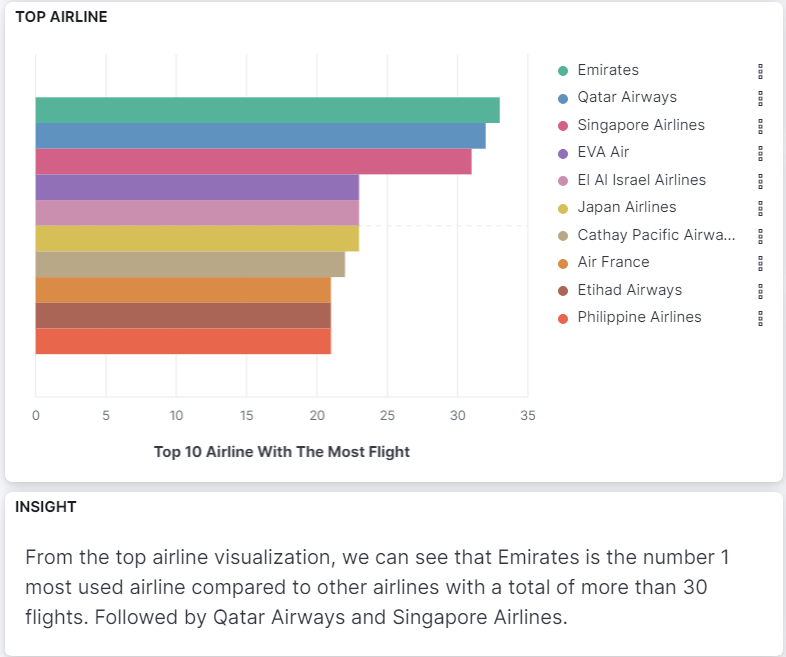 TOP AIRLINE
Emirates
Qatar Airways
Singapore Airlines
EVA Air
El Al Israel Airlines
Japan Airlines
Cathay Pacific Airwa...
Air France
Etihad Airways
Philippine Airlines
0 5 10 15 20 25 30 35
Top 10 Airline With The Most Flight
INSIGHT
From the top airline visualization, we can see that Emirates is the number 1
most used airline compared to other airlines with a total of more than 30
flights. Followed by Qatar Airways and Singapore Airlines.